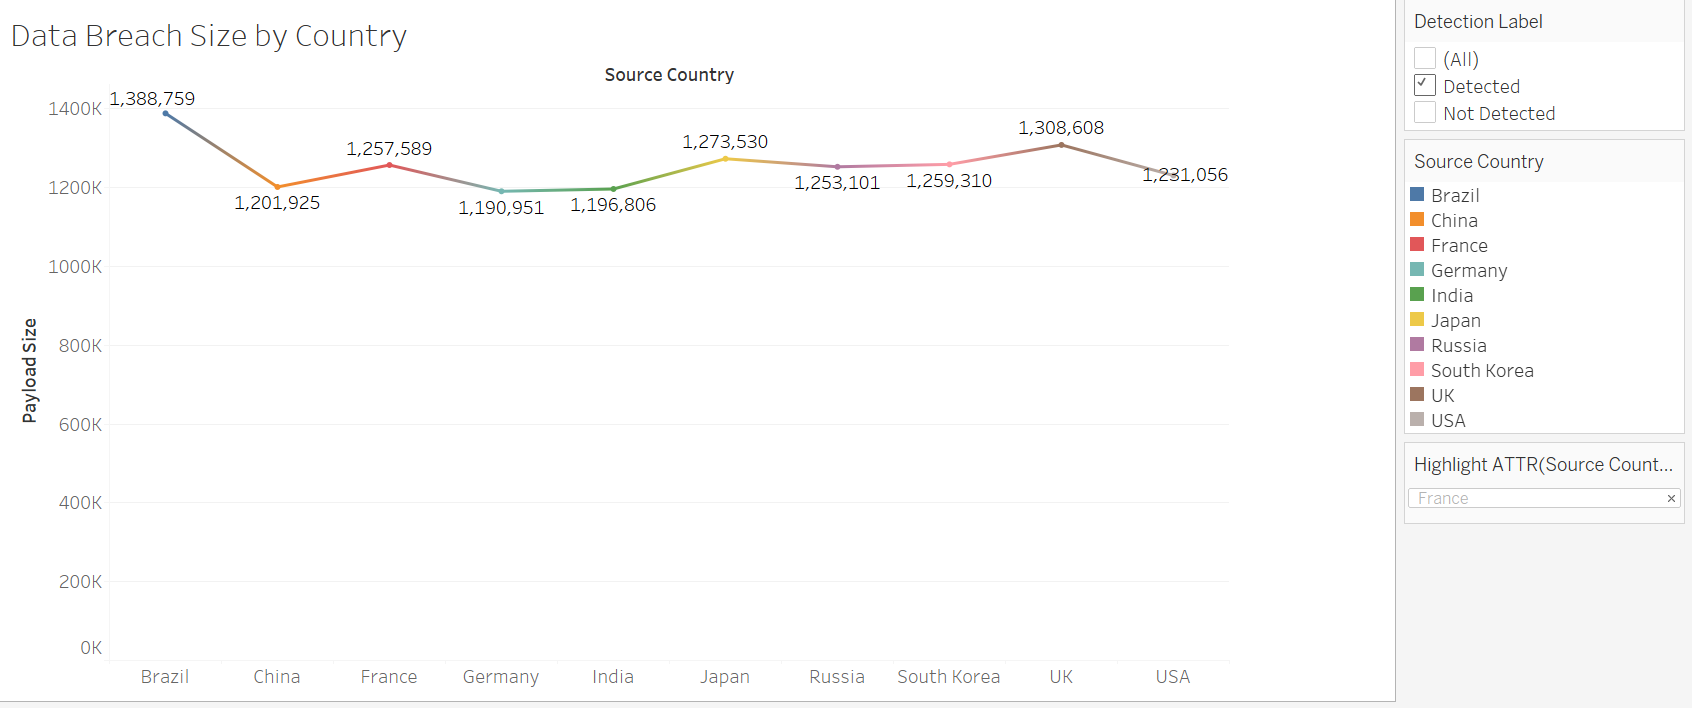 Data Breach Size by Country
Source Country
1400K
1200K
1000K
800K
600K
400K
200K
0K
Payload Size
1,388,759
1,201,925
1,257,589
1,190,951
1,196,806
1,273,530
1,253,101
1,259,310
1,308,608
1,231,056
Brazil
China
France
Germany
India
Japan
Russia
South Korea
UK
USA
Detection Label
(All)
Detected
Not Detected
Source Country
Brazil
China
France
Germany
India
Japan
Russia
South Korea
UK
USA
Highlight ATTR(Source Count...
France ×